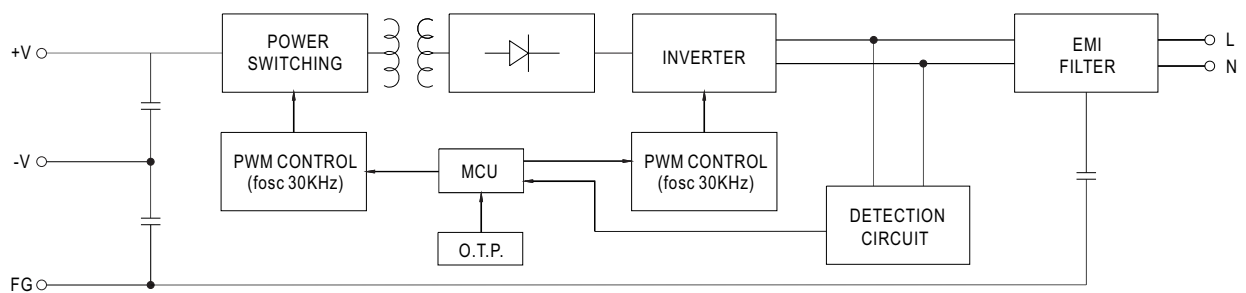 +V
POWER
SWITCHING
INVERTER
EMI
FILTER
L
N
-V
PWM CONTROL
(fosc 30KHz)
MCU
PWM CONTROL
(fosc 30KHz)
DETECTION
CIRCUIT
O.T.P.
FG